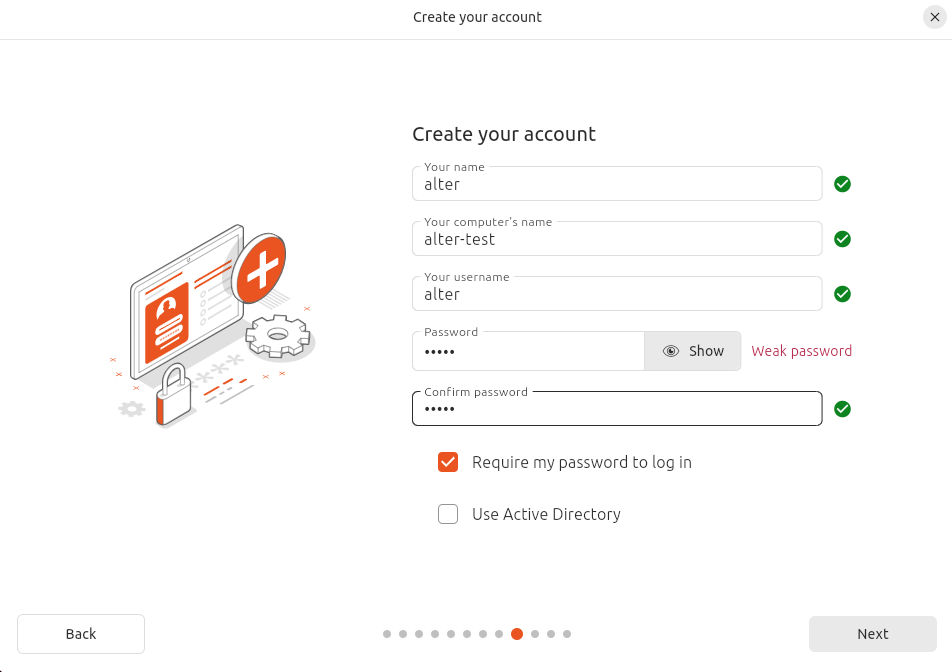 Create your account
Create your account
Your name
alter
Your computer's name
alter-test
Your username
alter
Password
•••••
Show
Weak password
Confirm password
•••••
Require my password to log in
Use Active Directory
Back
Next